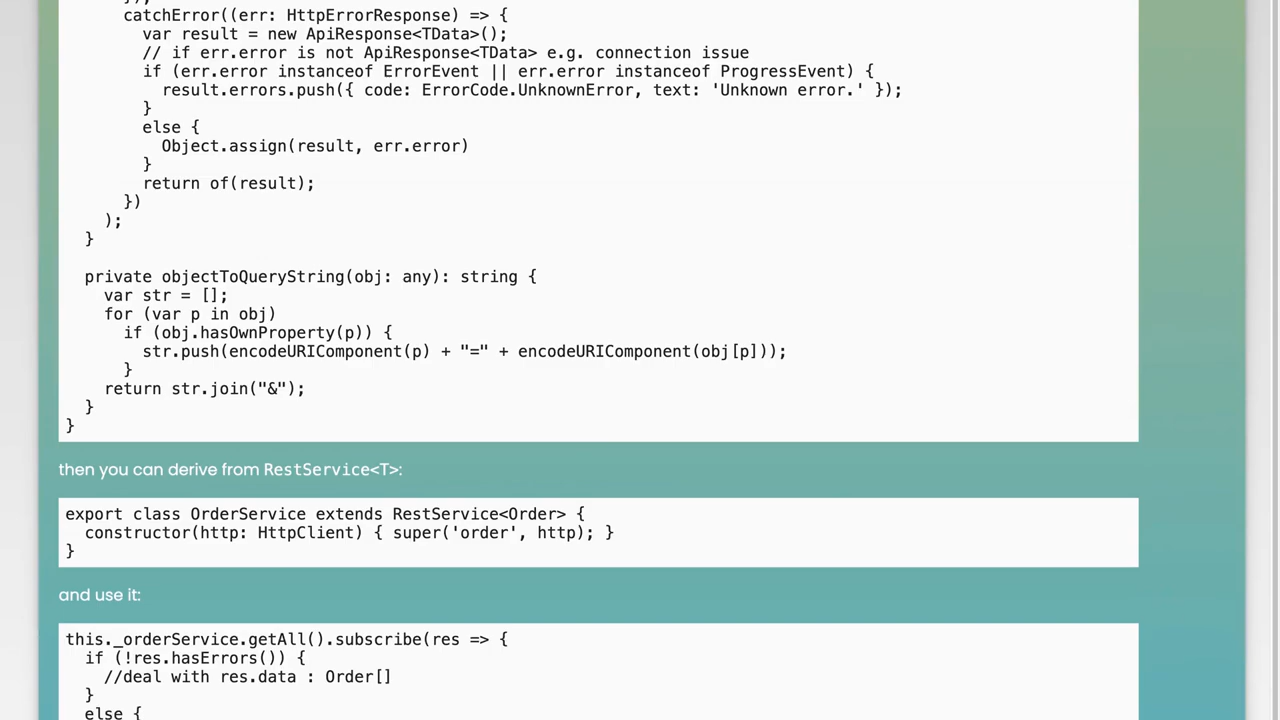 catchError((err: HttpErrorResponse) => {
var result = new ApiResponse<TData>();
// if err.error is not ApiResponse<TData> e.g. connection issue
if (err.error instanceof ErrorEvent || err.error instanceof ProgressEvent) {
result.errors.push({ code: ErrorCode.UnknownError, text: 'Unknown error.' });
}
else {
Object.assign(result, err.error)
}
return of(result);
})
);
}
private objectToQueryString(obj: any): string {
var str = [];
for (var p in obj)
if (obj.hasOwnProperty(p)) {
str.push(encodeURIComponent(p) + "=" + encodeURIComponent(obj[p]));
}
return str.join("&");
}
}
then you can derive from RestService<T>:
export class OrderService extends RestService<Order> {
constructor(http: HttpClient) { super('order', http); }
}
and use it:
this._orderService.getAll().subscribe(res => {
if (!res.hasErrors()) {
//deal with res.data : Order[]
}
else {